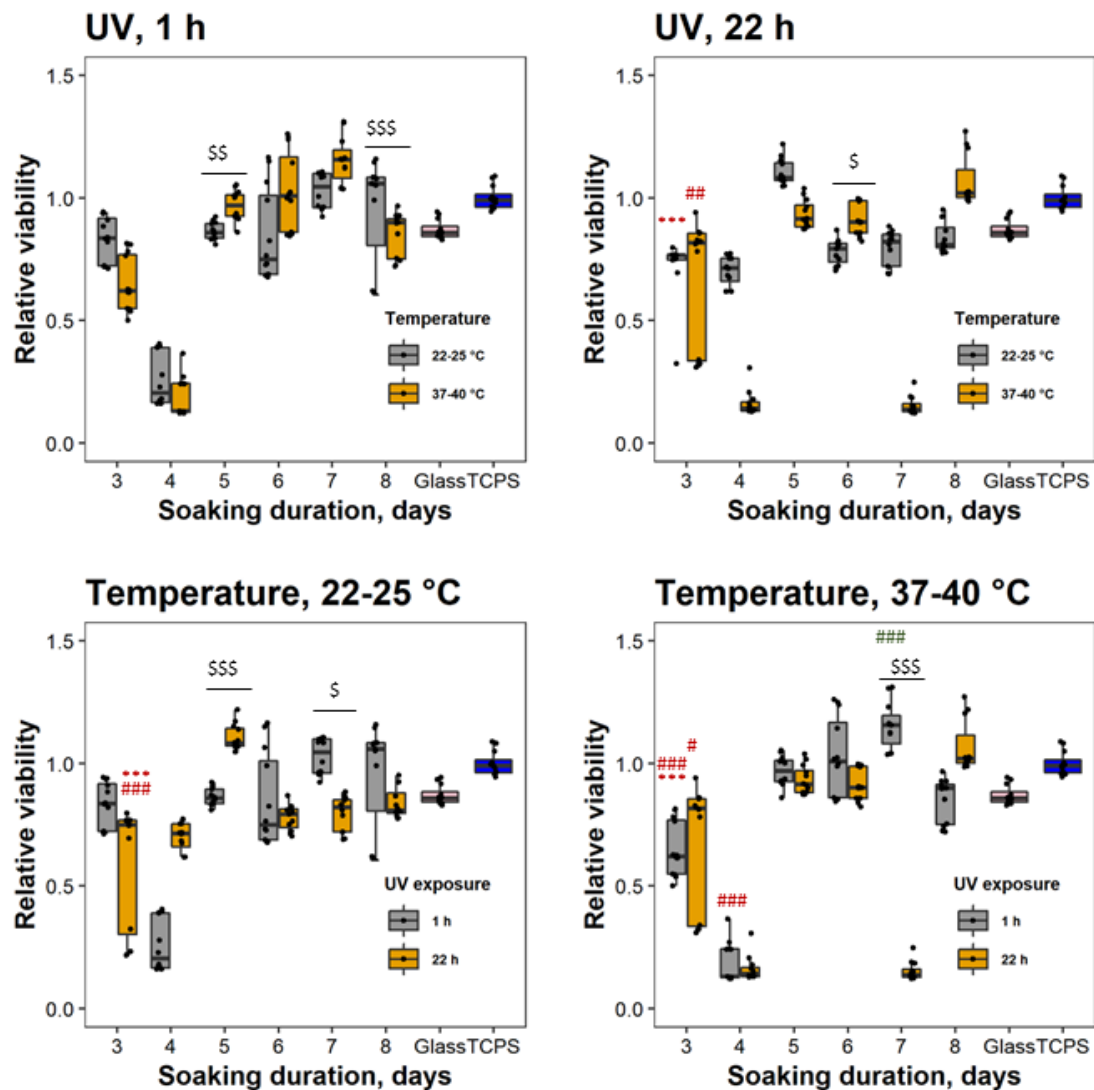 UV, 1 h
1.5
1.0
0.5
0.0
Relative viability
$$
$$$
Temperature
22-25 °C
37-40 °C
3 4 5 6 7 8 Glass TCPS
Soaking duration, days
UV, 22 h
1.5
1.0
0.5
0.0
Relative viability
***
##
$
Temperature
22-25 °C
37-40 °C
3 4 5 6 7 8 Glass TCPS
Soaking duration, days
Temperature, 22-25 °C
1.5
1.0
0.5
0.0
Relative viability
***
###
$$$
$
UV exposure
1 h
22 h
3 4 5 6 7 8 Glass TCPS
Soaking duration, days
Temperature, 37-40 °C
1.5
1.0
0.5
0.0
Relative viability
###
$$$
#
###
***
###
UV exposure
1 h
22 h
3 4 5 6 7 8 Glass TCPS
Soaking duration, days